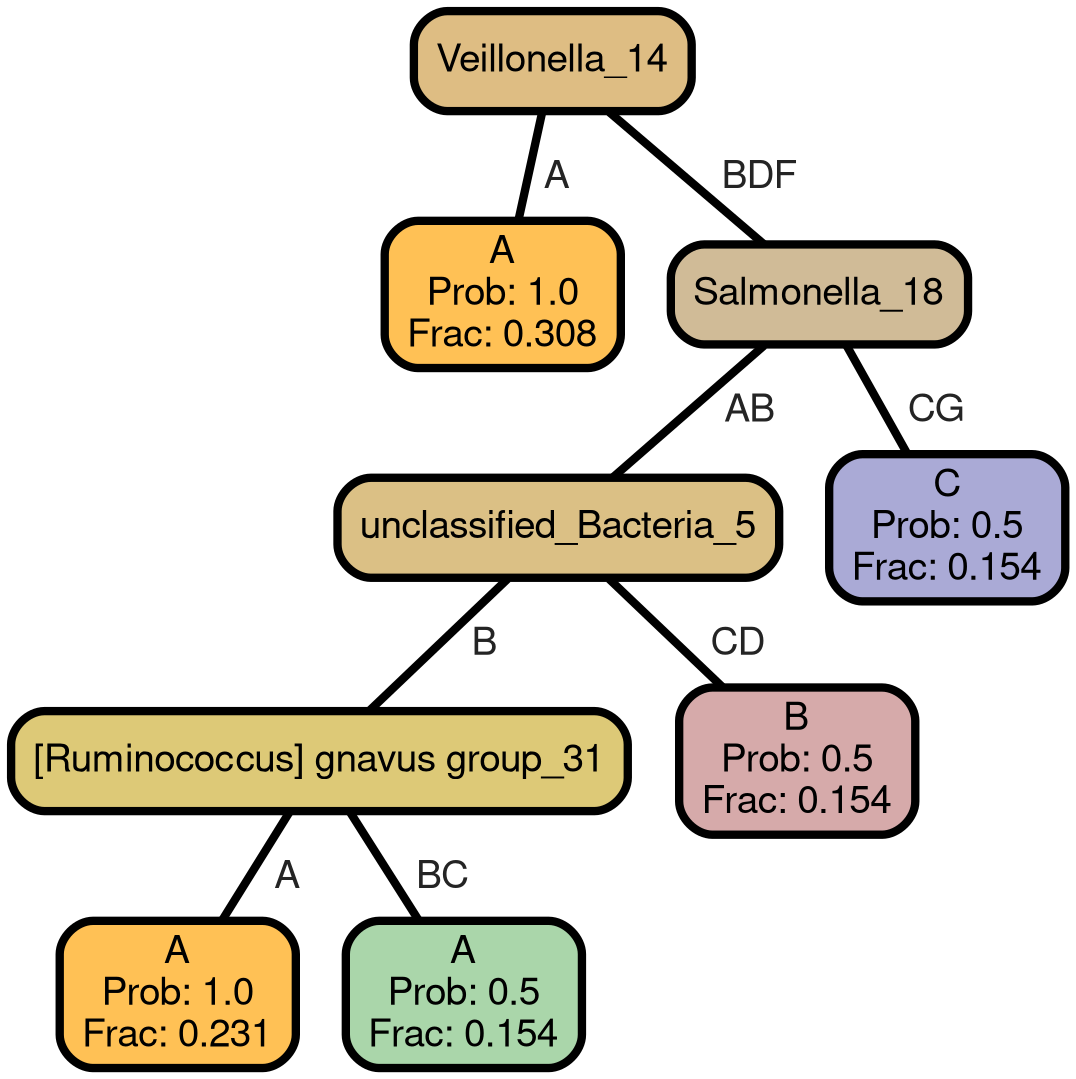 Veillonella_14
A
BDF
A
Prob: 1.0
Frac: 0.308
Salmonella_18
AB
CG
unclassified_Bacteria_5
C
Prob: 0.5
Frac: 0.154
B
CD
[Ruminococcus] gnavus group_31
B
Prob: 0.5
Frac: 0.154
A
BC
A
Prob: 1.0
Frac: 0.231
A
Prob: 0.5
Frac: 0.154